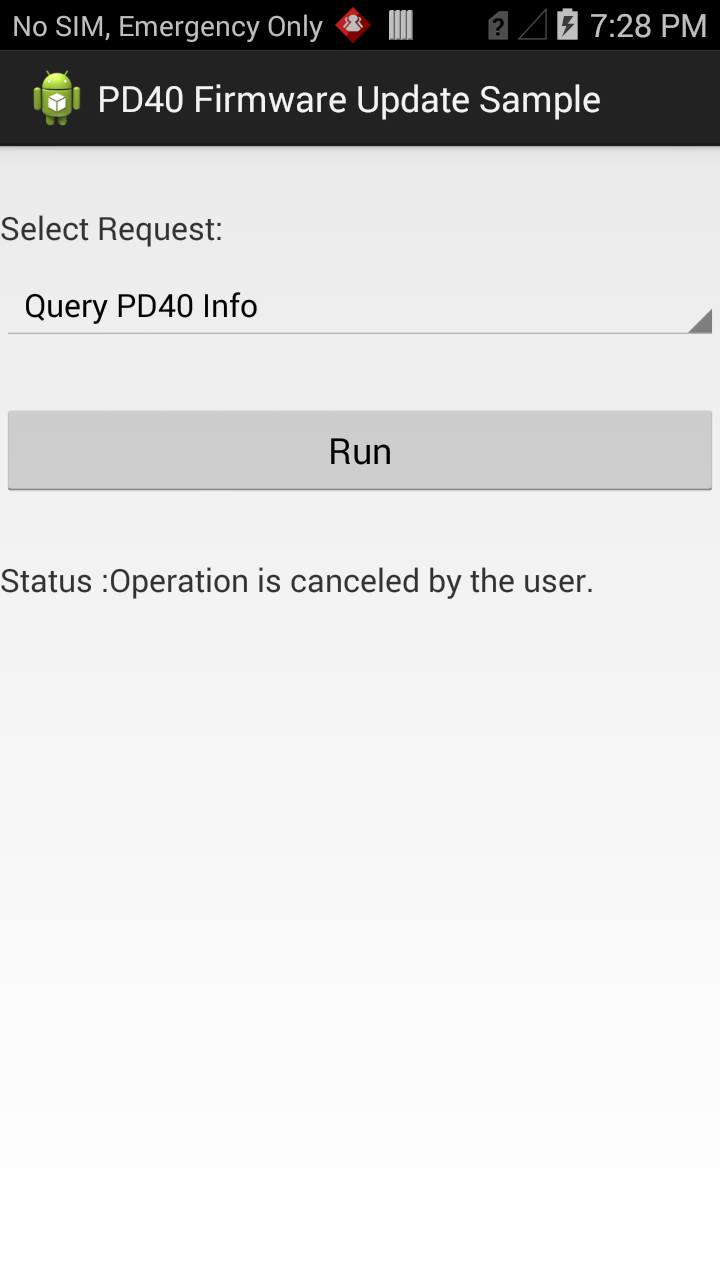 No SIM, Emergency Only 7:28 PM
PD40 Firmware Update Sample
Select Request:
Query PD40 Info
Run
Status :Operation is canceled by the user.